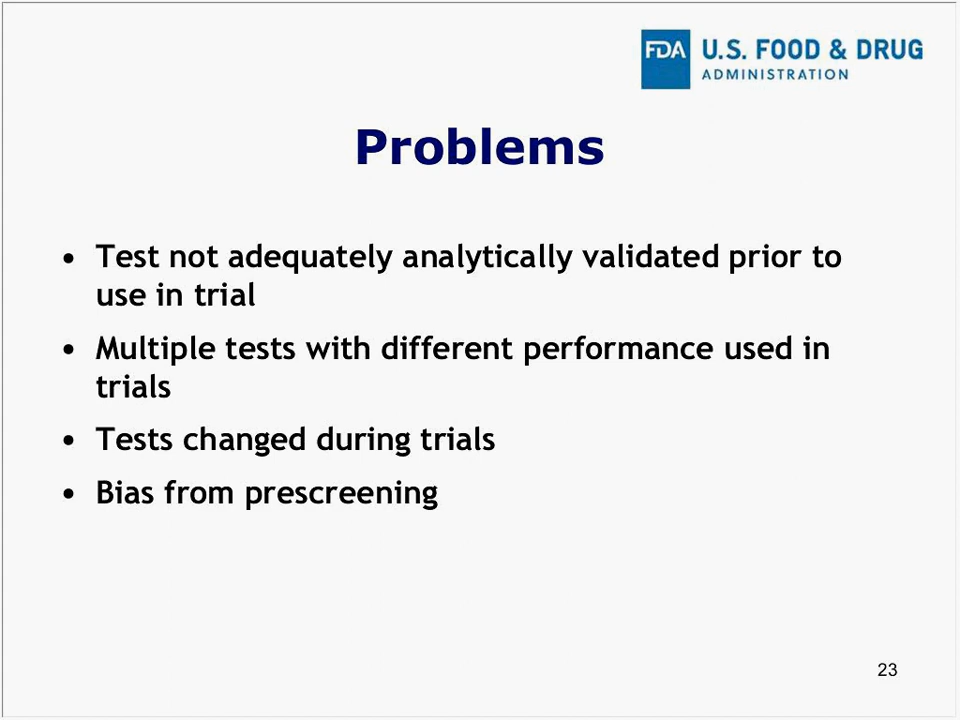 FDA U.S. FOOD & DRUG
ADMINISTRATION
Problems
• Test not adequately analytically validated prior to
use in trial
• Multiple tests with different performance used in
trials
• Tests changed during trials
• Bias from prescreening
23